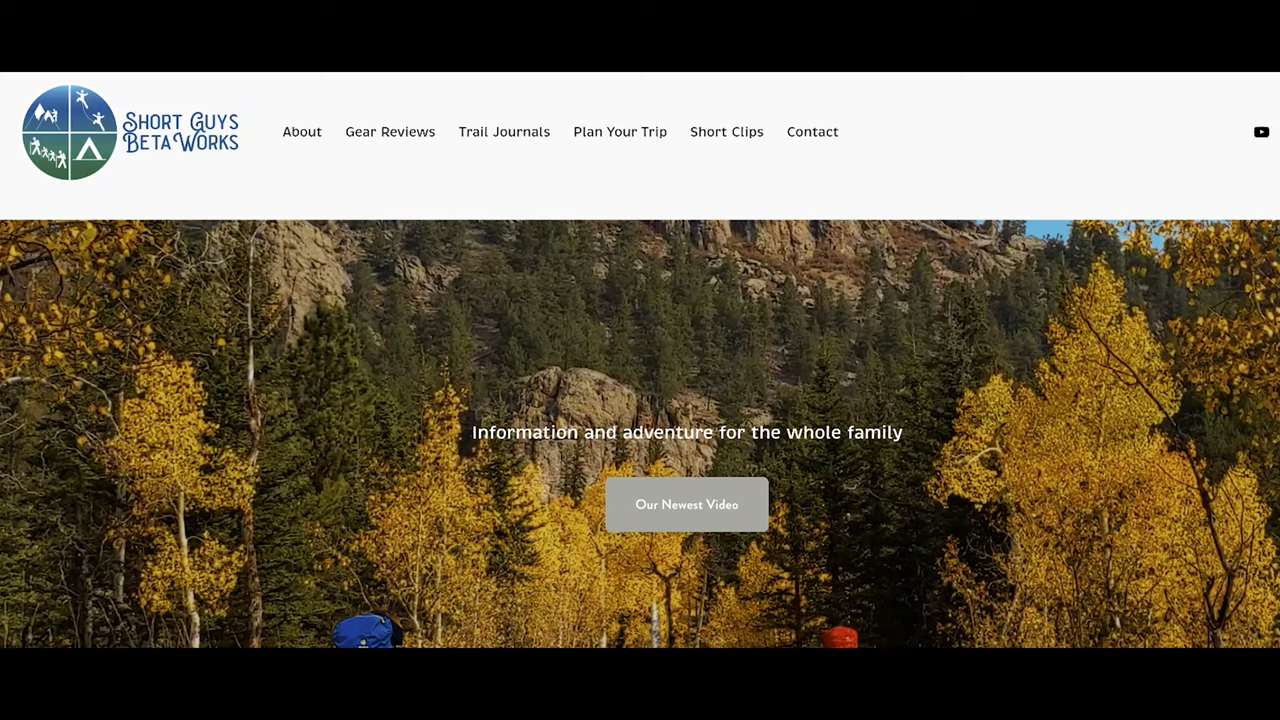 Short Guys
Beta Works
About Gear Reviews Trail Journals Plan Your Trip Short Clips Contact
Information and adventure for the whole family
Our Newest Video